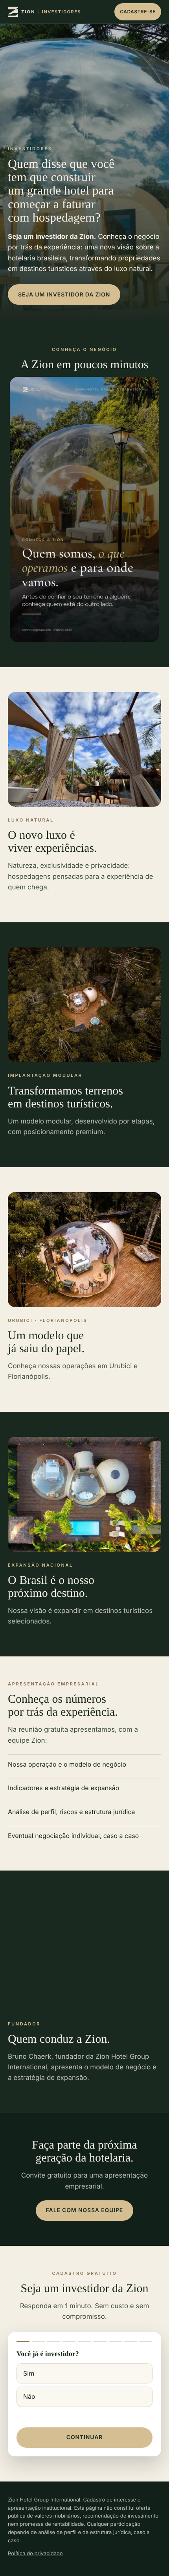 ZION INVESTIDORES
CADASTRE-SE
INVESTIDORES
Quem disse que você
tem que construir
um grande hotel para
começar a faturar
com hospedagem?
Seja um investidor da Zion. Conheça o negócio
por trás da experiência: uma nova visão sobre a
hotelaria brasileira, transformando propriedades
em destinos turísticos através do luxo natural.
SEJA UM INVESTIDOR DA ZION
CONHEÇA O NEGÓCIO
A Zion em poucos minutos
CONHEÇA A ZION
Quem somos, o que
operamos e para onde
vamos.
Antes de confiar o seu terreno a alguém,
conheça quem está do outro lado.
LUXO NATURAL
O novo luxo é
viver experiências.
Natureza, exclusividade e privacidade:
hospedagens pensadas para a experiência de
quem chega.
IMPLANTAÇÃO MODULAR
Transformamos terrenos
em destinos turísticos.
Um modelo modular, desenvolvido por etapas,
com posicionamento premium.
URUBICI · FLORIANÓPOLIS
Um modelo que
já saiu do papel.
Conheça nossas operações em Urubici e
Florianópolis.
EXPANSÃO NACIONAL
O Brasil é o nosso
próximo destino.
Nossa visão é expandir em destinos turísticos
selecionados.
APRESENTAÇÃO EMPRESARIAL
Conheça os números
por trás da experiência.
Na reunião gratuita apresentamos, com a
equipe Zion:
Nossa operação e o modelo de negócio
Indicadores e estratégia de expansão
Análise de perfil, riscos e estrutura jurídica
Eventual negociação individual, caso a caso
FUNDADOR
Quem conduz a Zion.
Bruno Chaerk, fundador da Zion Hotel Group
International, apresenta o modelo de negócio e
a estratégia de expansão.
Faça parte da próxima
geração da hotelaria.
Convite gratuito para uma apresentação
empresarial.
FALE COM NOSSA EQUIPE
CADASTRO GRATUITO
Seja um investidor da Zion
Responda em 1 minuto. Sem custo e sem
compromisso.
Você já é investidor?
Sim
Não
CONTINUAR
Zion Hotel Group International. Cadastro de interesse e
apresentação institucional. Esta página não constitui oferta
pública de valores mobiliários, recomendação de investimento
nem promessa de rentabilidade. Qualquer participação
depende de análise de perfil e de estrutura jurídica, caso a
caso.
Política de privacidade